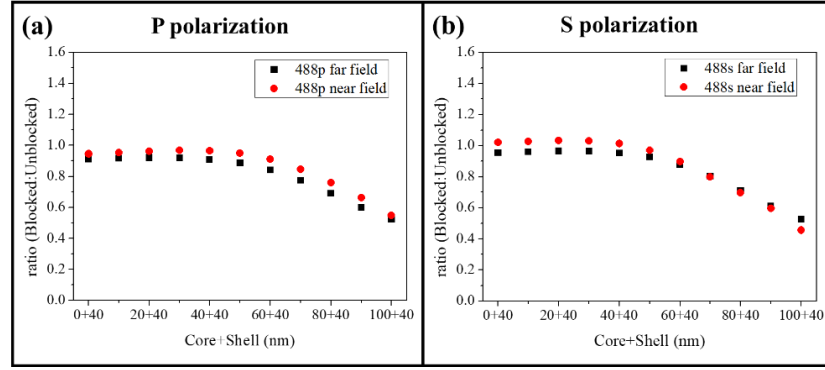 (a) P polarization
1.6
1.4
1.2
1.0
0.8
0.6
0.4
0.2
0.0
ratio (Blocked:Unblocked)
488p far field
488p near field
0+40 20+40 40+40 60+40 80+40 100+40
Core+Shell (nm)
(b) S polarization
1.6
1.4
1.2
1.0
0.8
0.6
0.4
0.2
0.0
ratio (Blocked:Unblocked)
488s far field
488s near field
0+40 20+40 40+40 60+40 80+40 100+40
Core+Shell (nm)